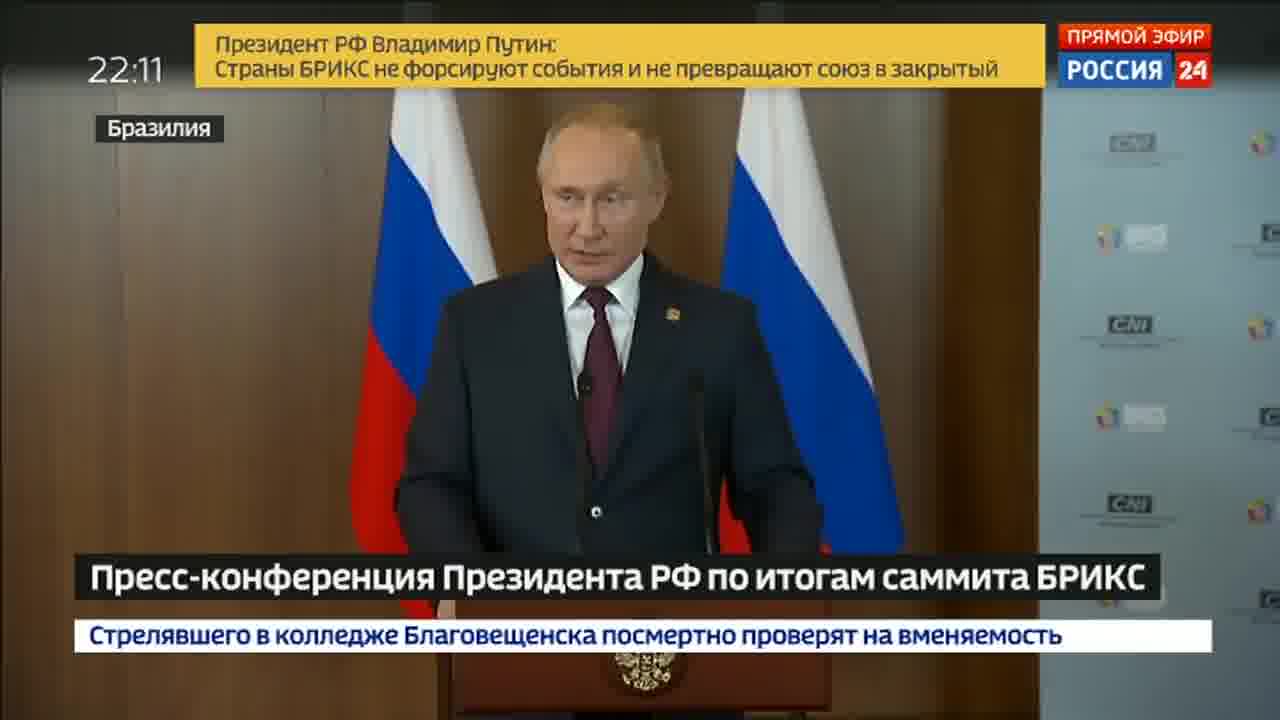 22:11
Президент РФ Владимир Путин:
Страны БРИКС не форсируют события и не превращают союз в закрытый
ПРЯМОЙ ЭФИР
РОССИЯ 24
Бразилия
CNI
CNI
CNI
Пресс-конференция Президента РФ по итогам саммита БРИКС
Стрелявшего в колледже Благовещенска посмертно проверят на вменяемость